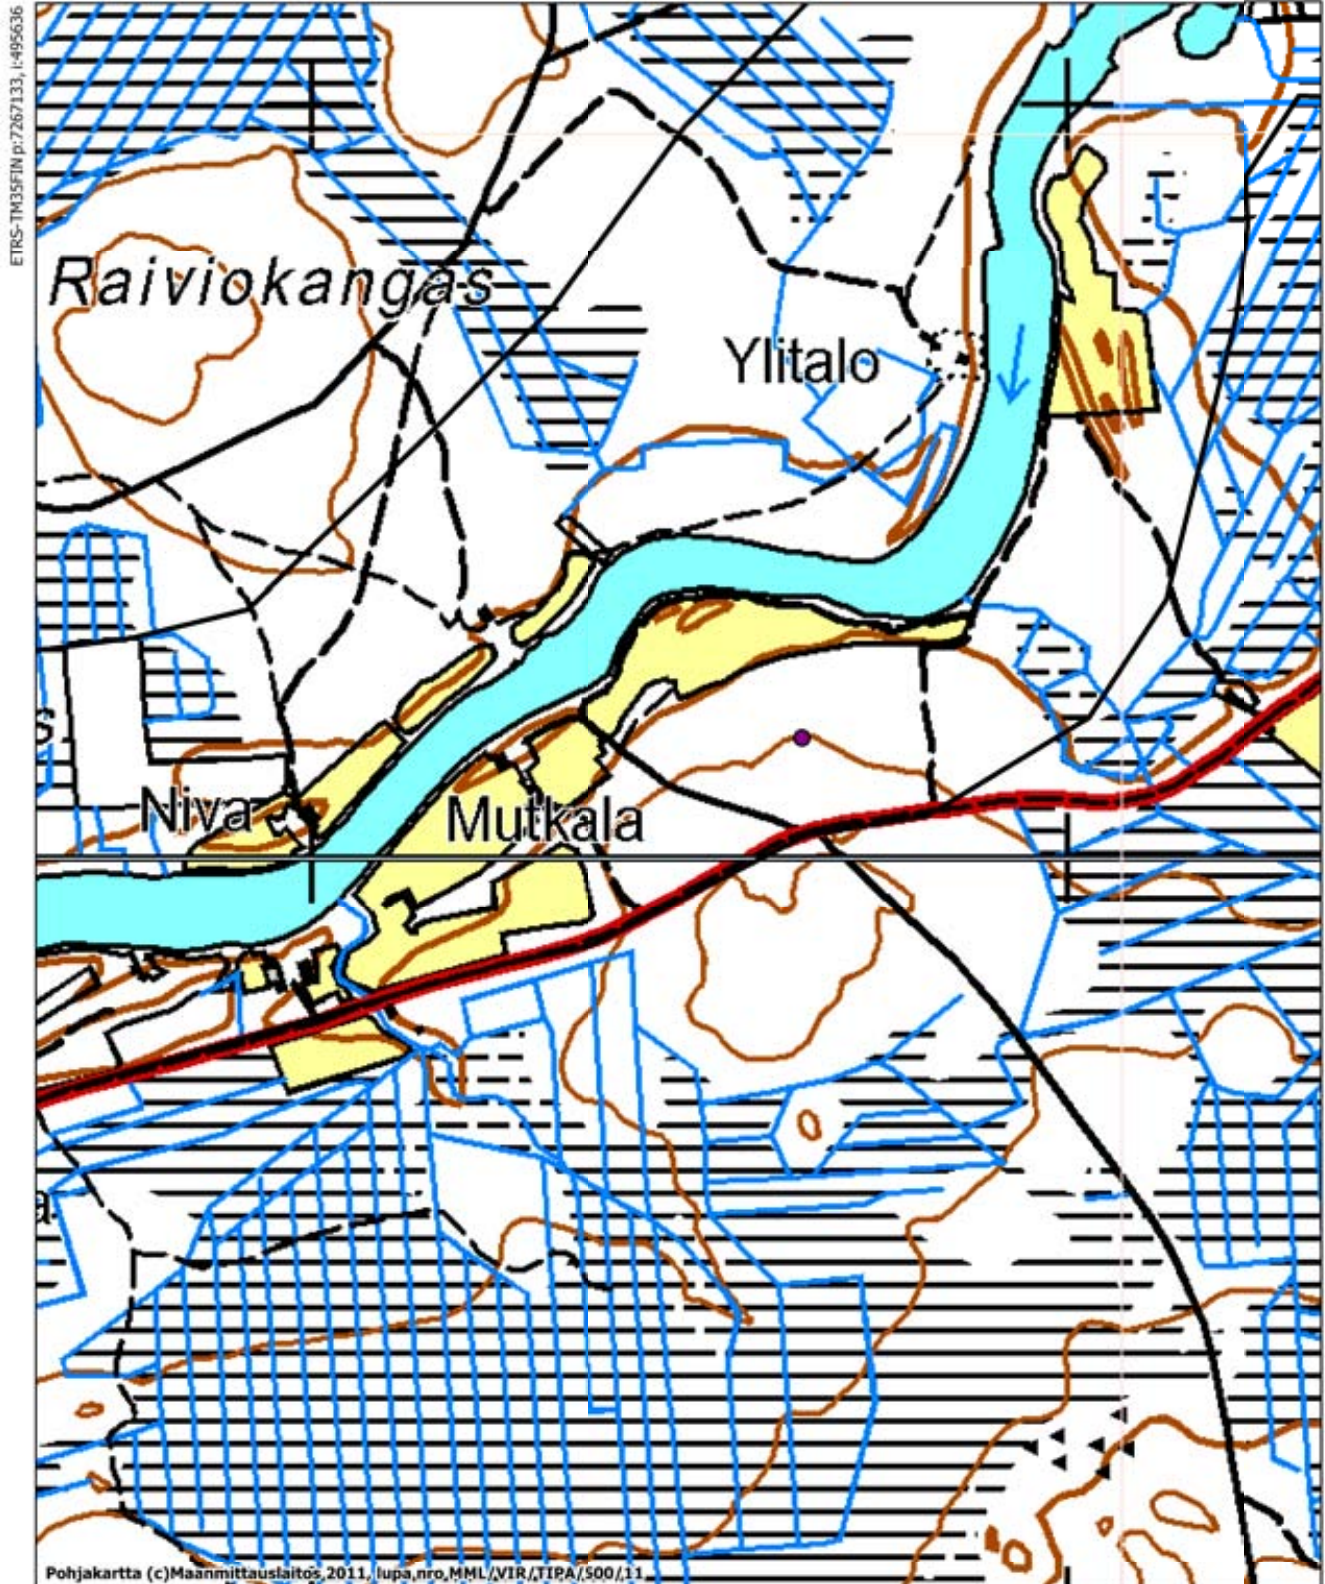 ETRS-TM35FIN p:7267133, i:495636
Raiviokangas
Ylitalo
s
Niva
Mutkala
a
Pohjakartta (c)Maanmittauslaitos 2011, lupa nro MML/VIR/TIPA/500/11